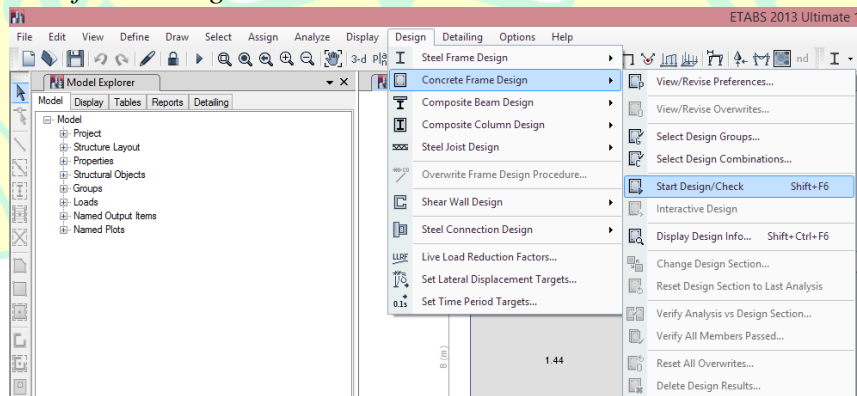 ETABS 2013 Ultimate
File Edit View Define Draw Select Assign Analyze Display Design Detailing Options Help
3-d
nd
Model Explorer
Model Display Tables Reports Detailing
Model
Project
Structure Layout
Properties
Structural Objects
Groups
Loads
Named Output Items
Named Plots
Steel Frame Design
Concrete Frame Design
Composite Beam Design
Composite Column Design
Steel Joist Design
Overwrite Frame Design Procedure...
Shear Wall Design
Steel Connection Design
LLRF Live Load Reduction Factors...
Set Lateral Displacement Targets...
0.1s Set Time Period Targets...
View/Revise Preferences...
View/Revise Overwrites...
Select Design Groups...
Select Design Combinations...
Start Design/Check Shift+F6
Interactive Design
Display Design Info... Shift+Ctrl+F6
Change Design Section...
Reset Design Section to Last Analysis
Verify Analysis vs Design Section...
Verify All Members Passed...
Reset All Overwrites...
Delete Design Results...
8 (m)
1.44